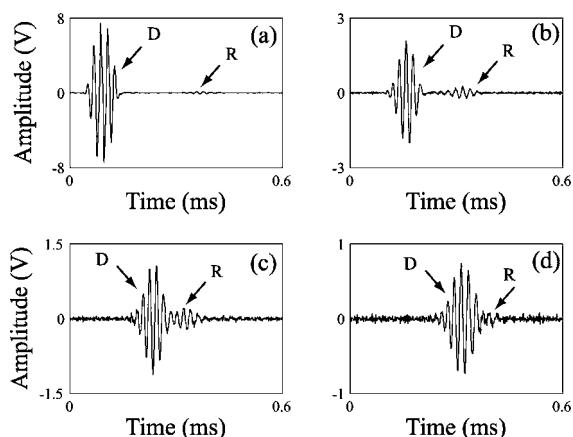 (a)
D
R
8
0
-8
Amplitude (V)
0
0.6
Time (ms)
(b)
D
R
3
0
-3
0
0.6
Time (ms)
(c)
D
R
1.5
0
-1.5
Amplitude (V)
0
0.6
Time (ms)
(d)
D
R
1
0
-1
0
0.6
Time (ms)